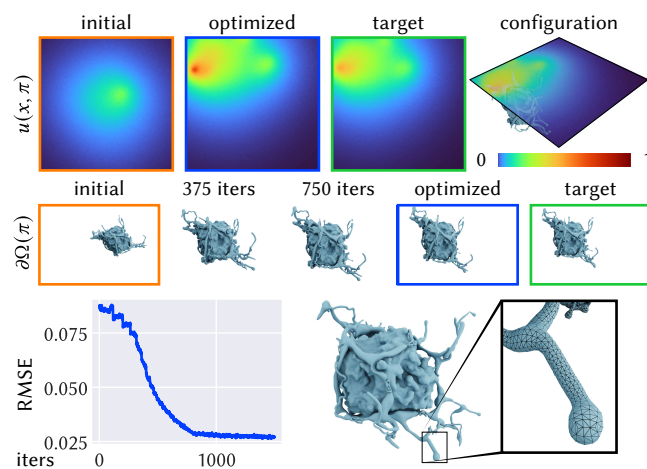 initial optimized target configuration
u(x, π)
0 1
initial 375 iters 750 iters optimized target
∂Ω(π)
0.075
0.050
0.025
RMSE
iters 0 1000